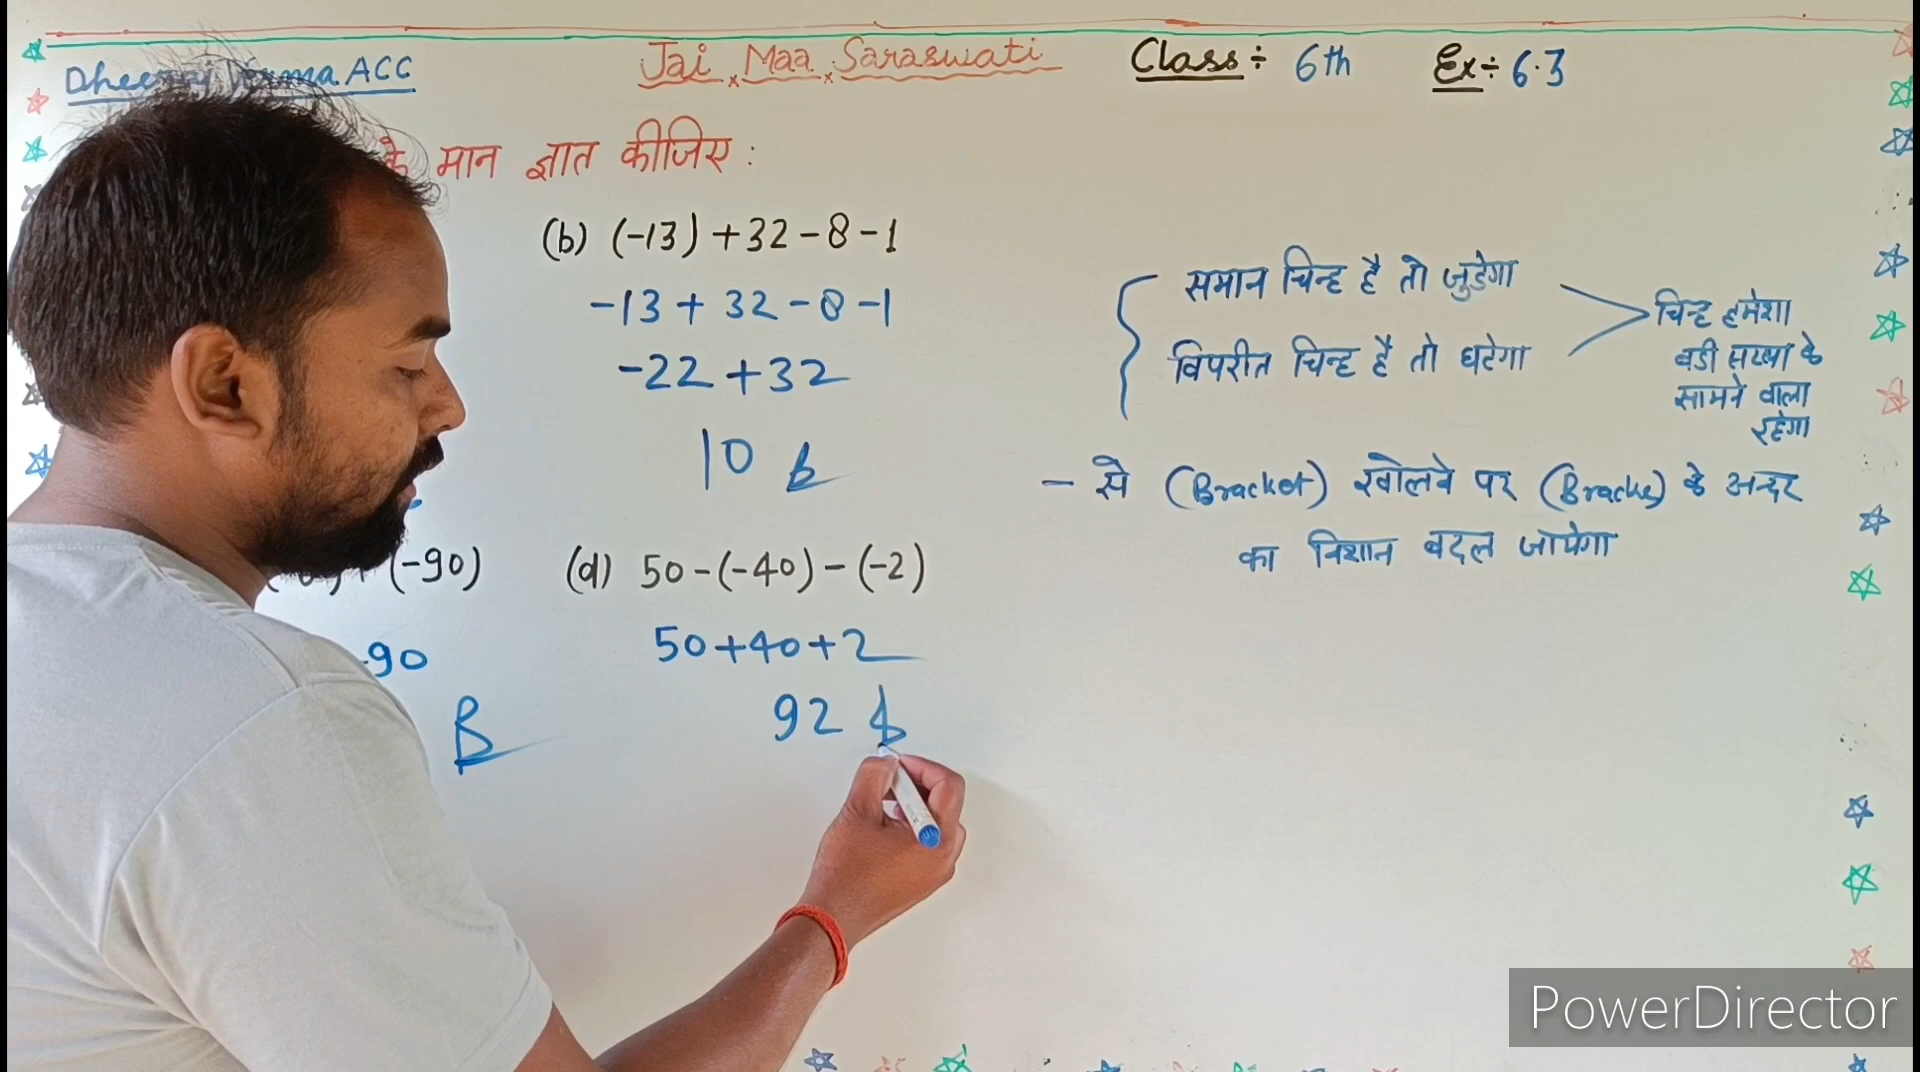 Verma ACC
Jai Maa Saraswati
Class÷ 6th
Ex÷ 6.3
के मान ज्ञात कीजिए :
(b) (-13) +32-8-1
-13 + 32 -8 -1
-22 +32
10
(-90)
-90
(d) 50-(-40)-(-2)
50+40+2
92
समान चिन्ह है तो जुडेगा
विपरीत चिन्ह है तो घटेगा
चिन्ह हमेशा
बडी संख्या के
सामने वाला
रहेगा
- से (Bracket) खोलने पर (Bracket) के अन्दर
का निशान बदल जायेगा
PowerDirector